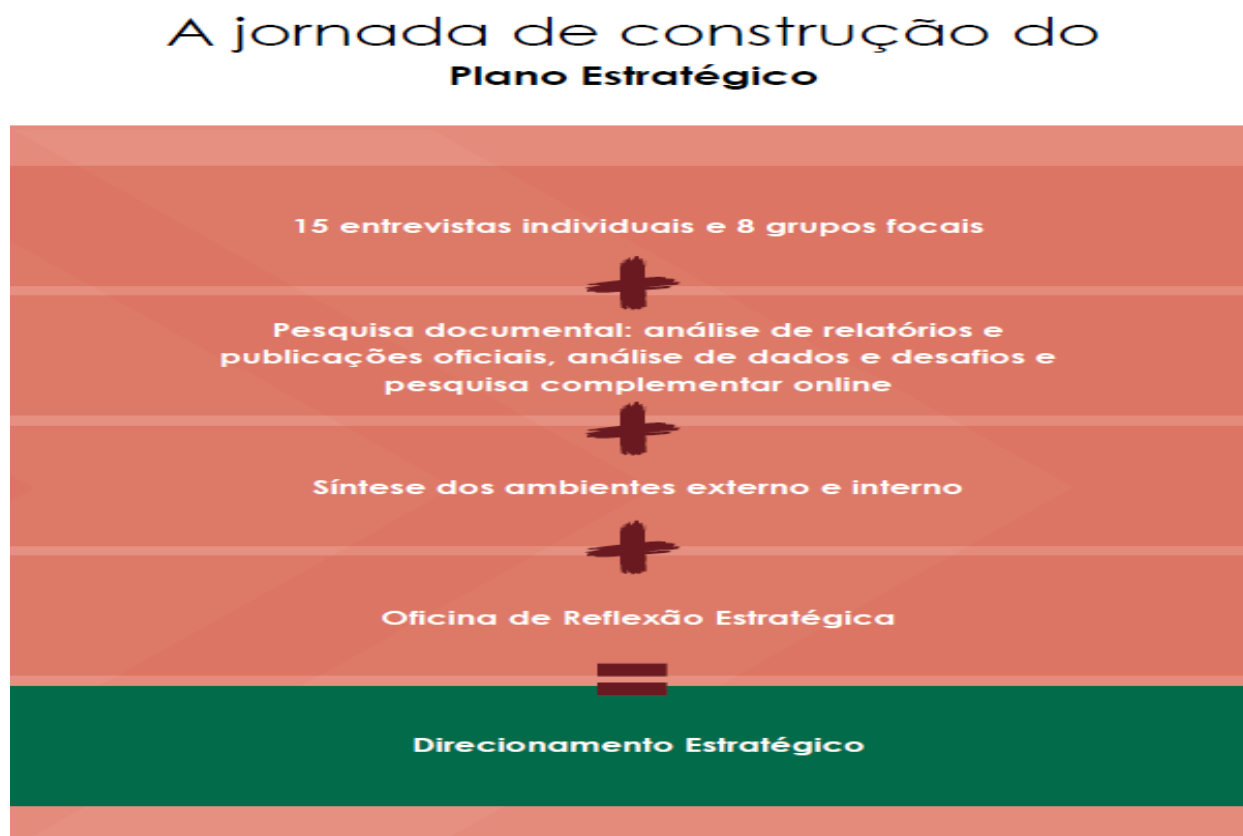 A jornada de construção do
Plano Estratégico
15 entrevistas individuais e 8 grupos focais
Pesquisa documental: análise de relatórios e
publicações oficiais, análise de dados e desafios e
pesquisa complementar online
Síntese dos ambientes externo e interno
Oficina de Reflexão Estratégica
Direcionamento Estratégico